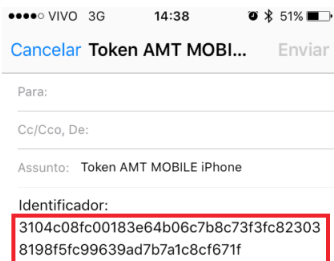 VIVO 3G 14:38 51%
Cancelar Token AMT MOBI... Enviar
Para:
Cc/Cco, De:
Assunto: Token AMT MOBILE iPhone
Identificador:
3104c08fc00183e64b06c7b8c73f3fc82303
8198f5fc99639ad7b7a1c8cf671f